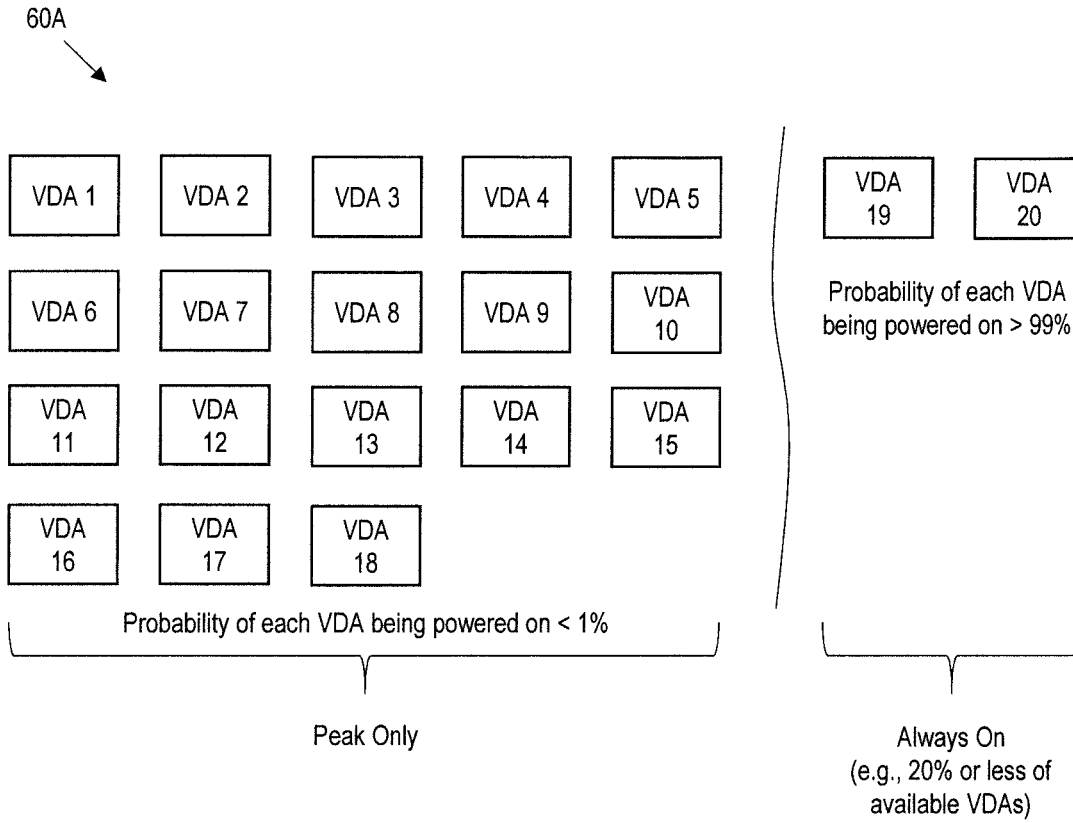 60A
VDA 1
VDA 2
VDA 3
VDA 4
VDA 5
VDA 6
VDA 7
VDA 8
VDA 9
VDA
10
VDA
11
VDA
12
VDA
13
VDA
14
VDA
15
VDA
16
VDA
17
VDA
18
Probability of each VDA being powered on < 1%
Peak Only
VDA
19
VDA
20
Probability of each VDA
being powered on > 99%
Always On
(e.g., 20% or less of
available VDAs)